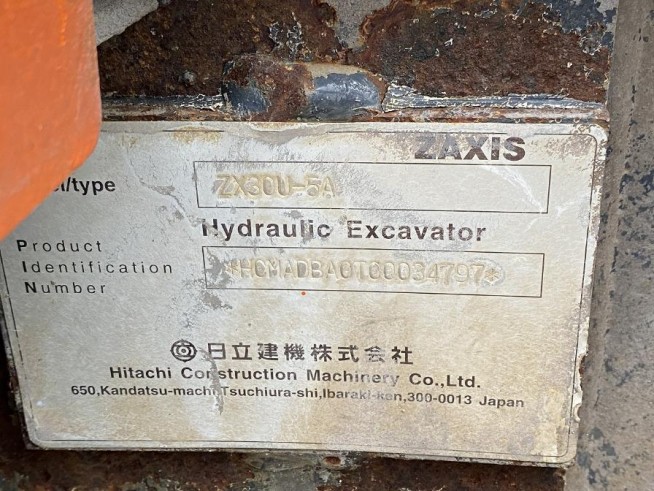 ZAXIS
/type
ZX30U-5A
Hydraulic Excavator
Product
Identification
Number
*HCMADBA0TC0034797*
日立建機株式会社
Hitachi Construction Machinery Co.,Ltd.
650,Kandatsu-machi,Tsuchiura-shi,Ibaraki-ken,300-0013 Japan